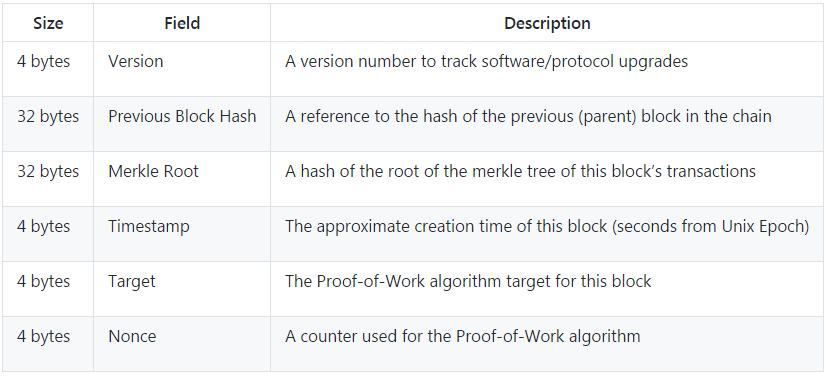 Size Field Description
4 bytes Version A version number to track software/protocol upgrades
32 bytes Previous Block Hash A reference to the hash of the previous (parent) block in the chain
32 bytes Merkle Root A hash of the root of the merkle tree of this block’s transactions
4 bytes Timestamp The approximate creation time of this block (seconds from Unix Epoch)
4 bytes Target The Proof-of-Work algorithm target for this block
4 bytes Nonce A counter used for the Proof-of-Work algorithm